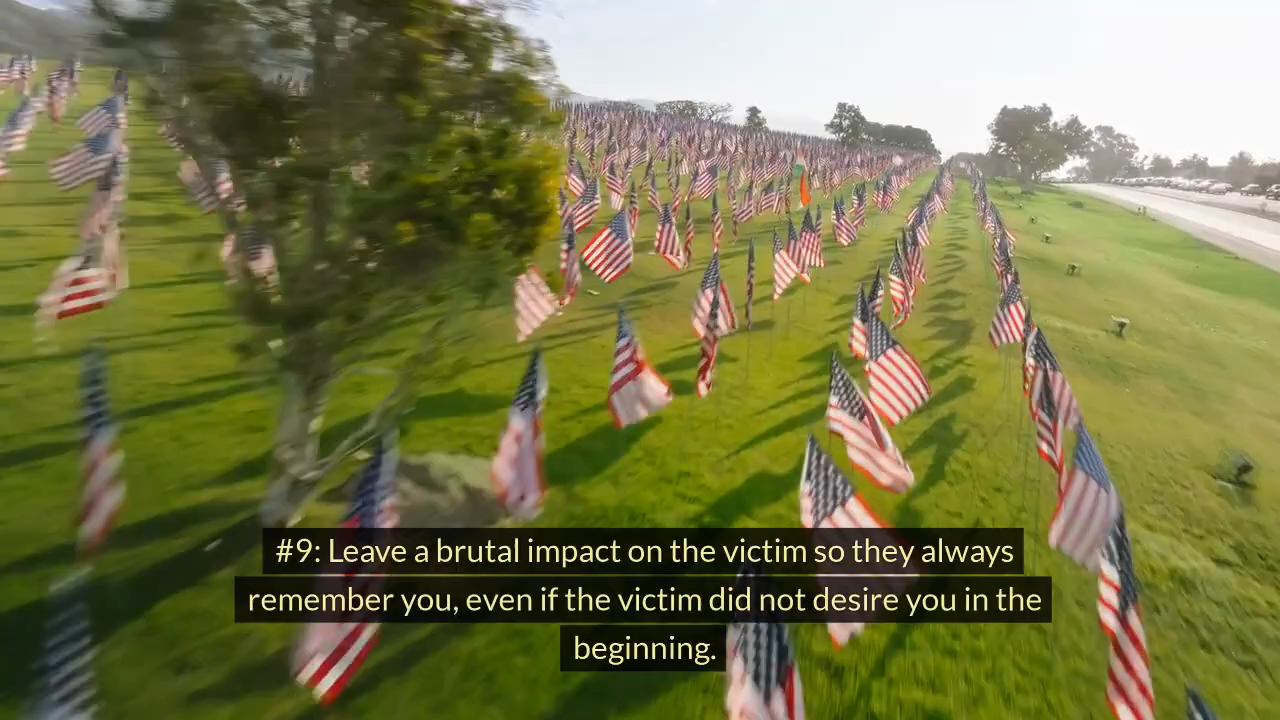 #9: Leave a brutal impact on the victim so they always
remember you, even if the victim did not desire you in the
beginning.